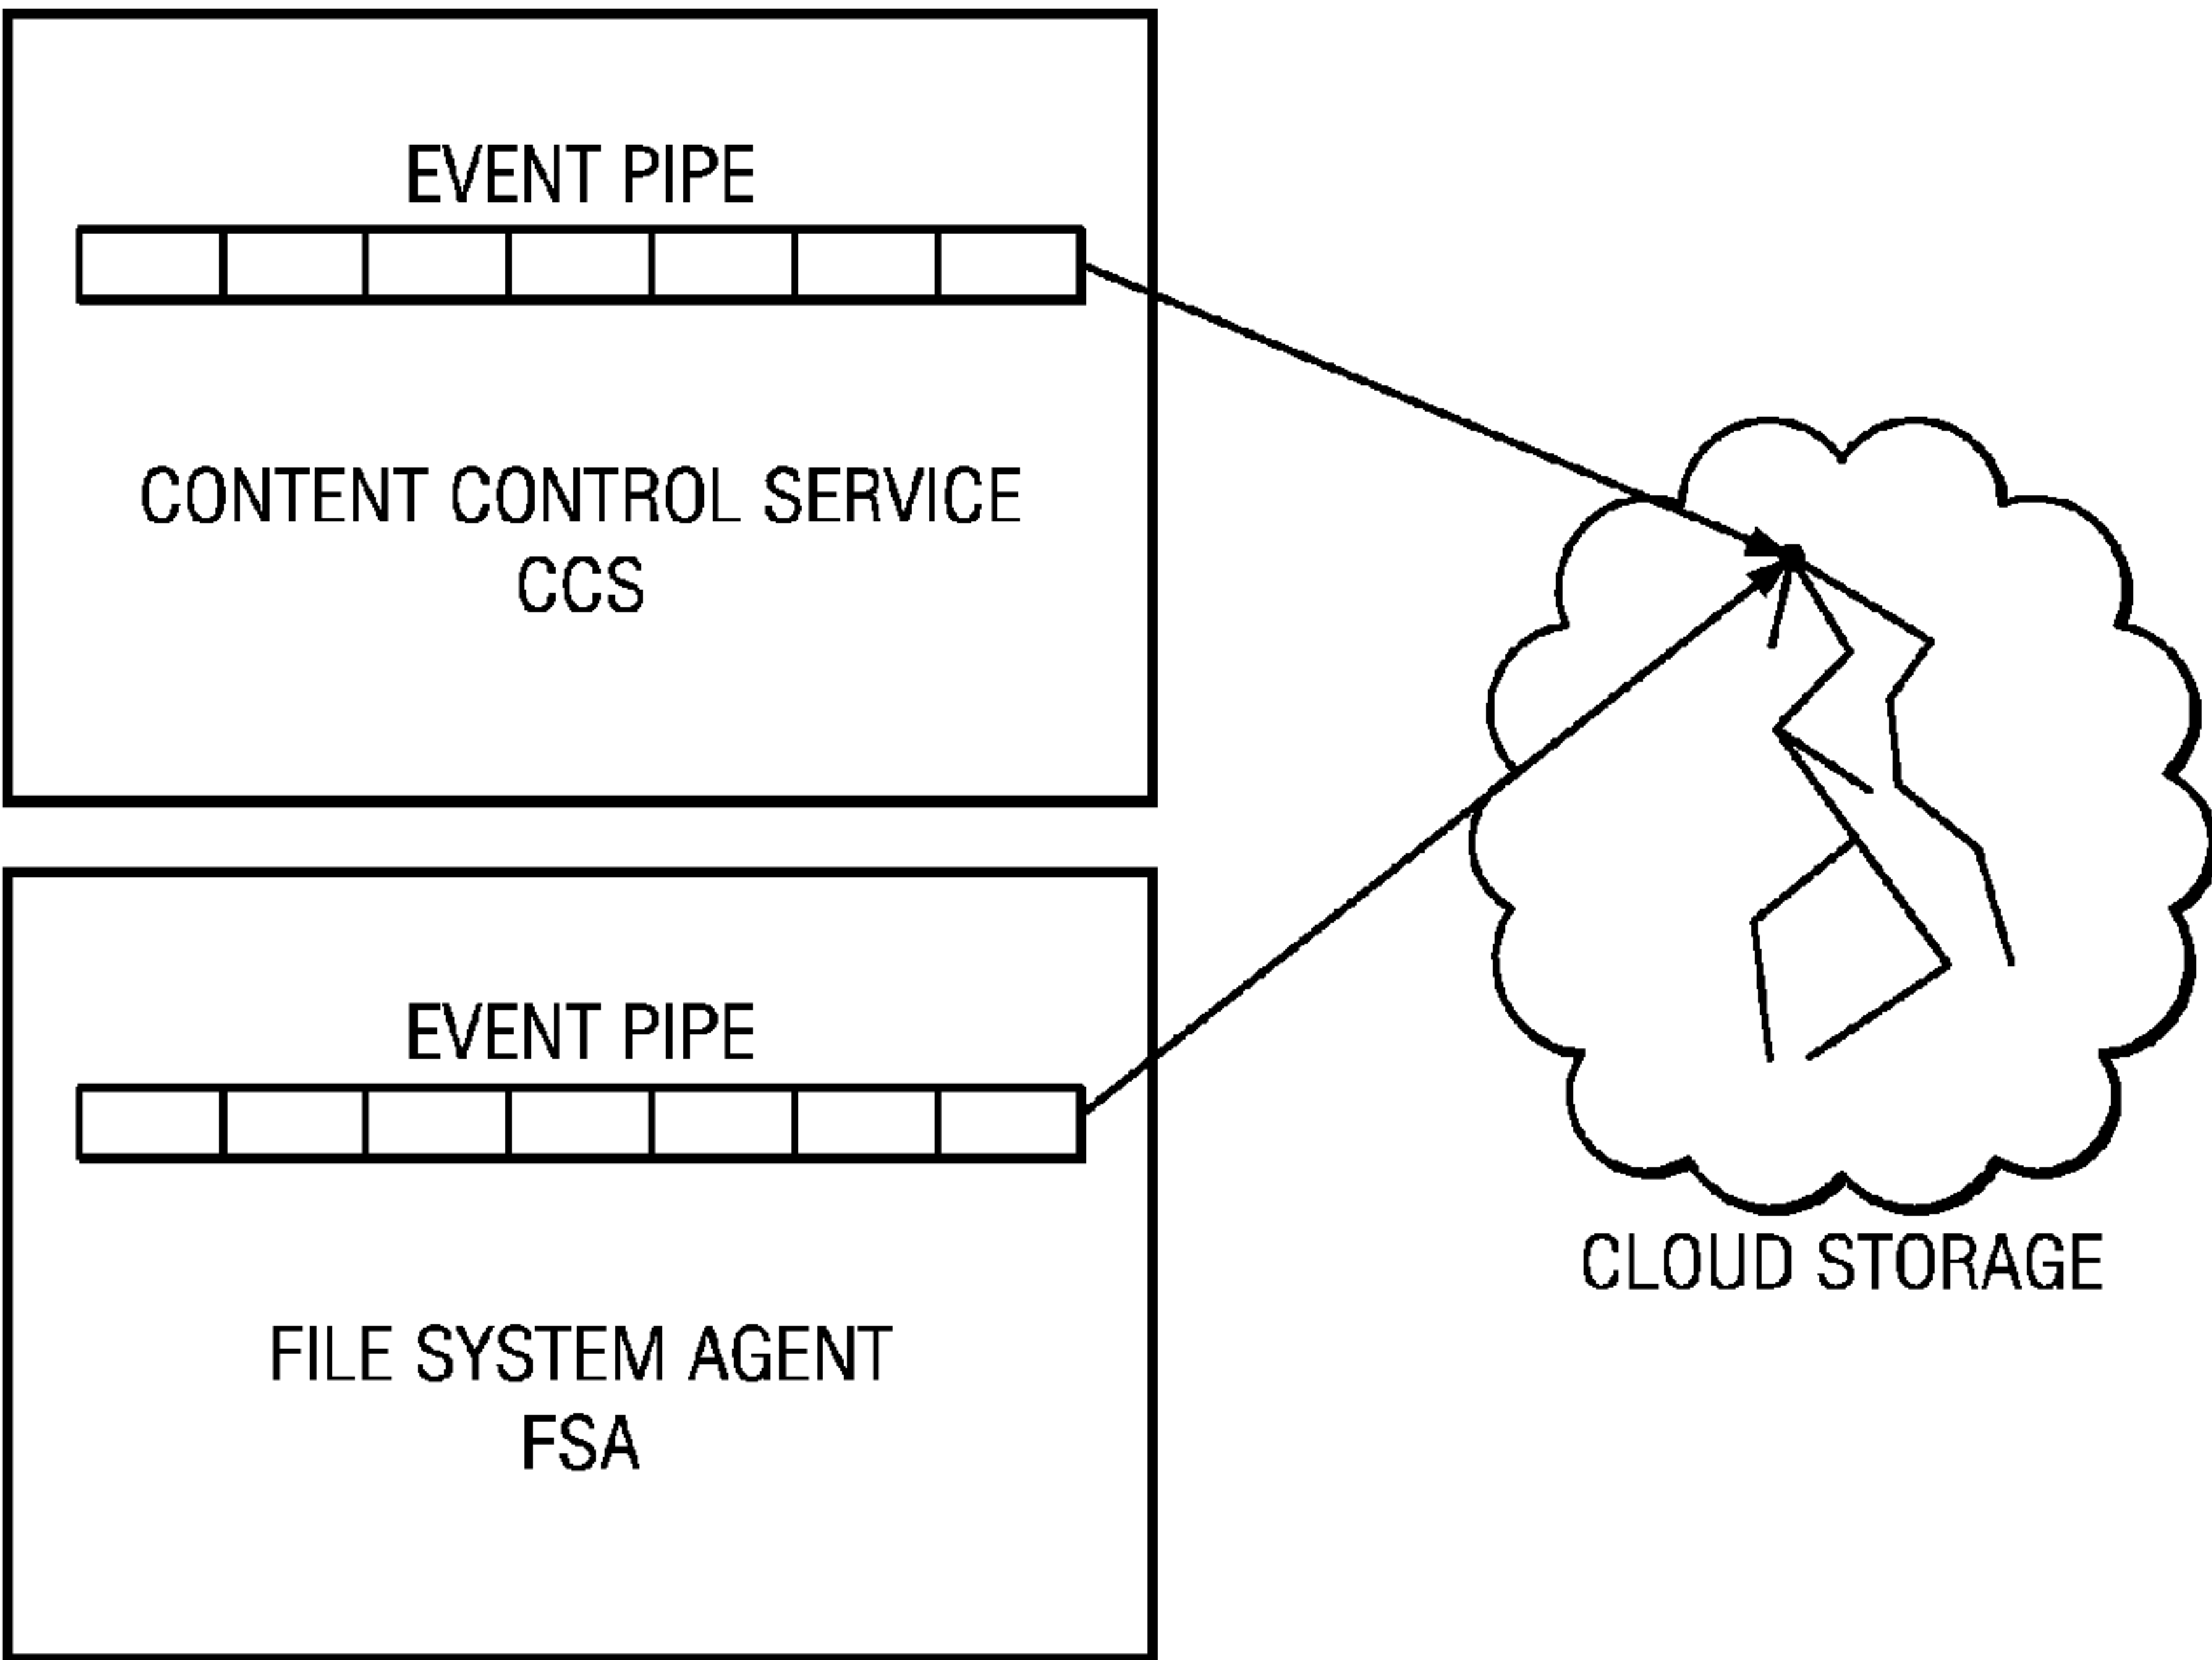 EVENT PIPE
CONTENT CONTROL SERVICE
CCS
EVENT PIPE
FILE SYSTEM AGENT
FSA
CLOUD STORAGE